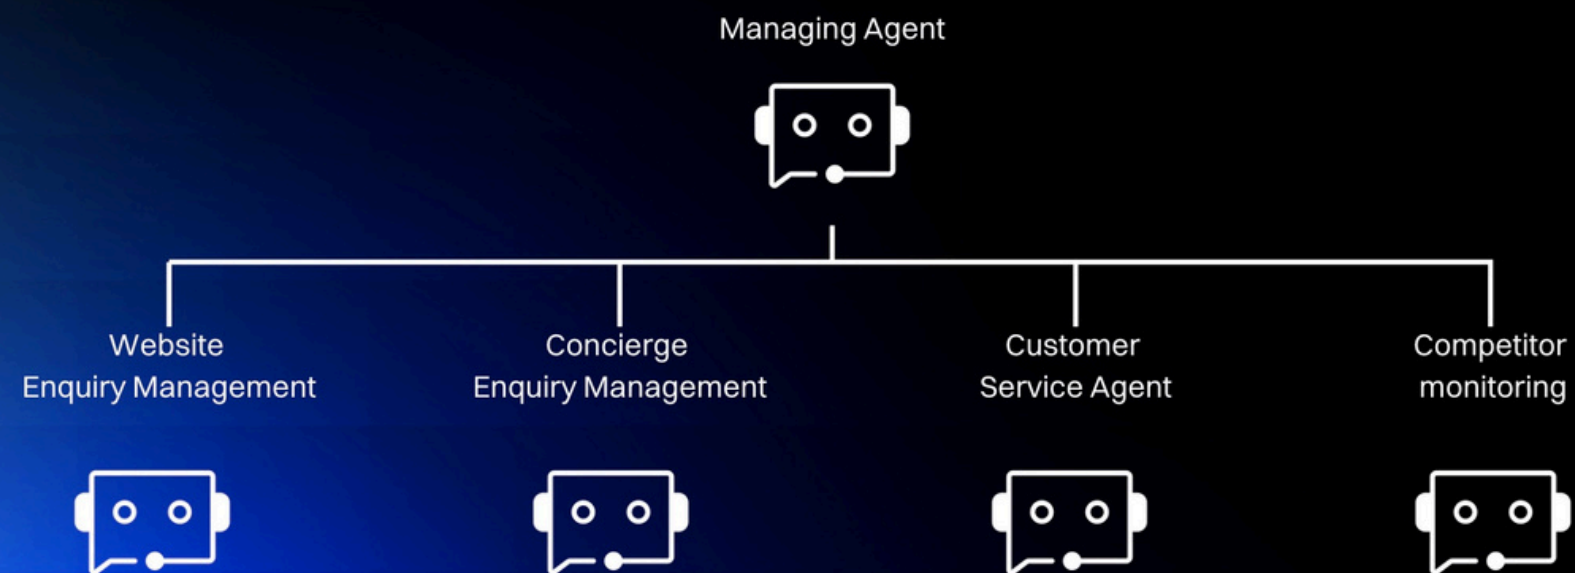 Managing Agent
Website
Enquiry Management
Concierge
Enquiry Management
Customer
Service Agent
Competitor
monitoring